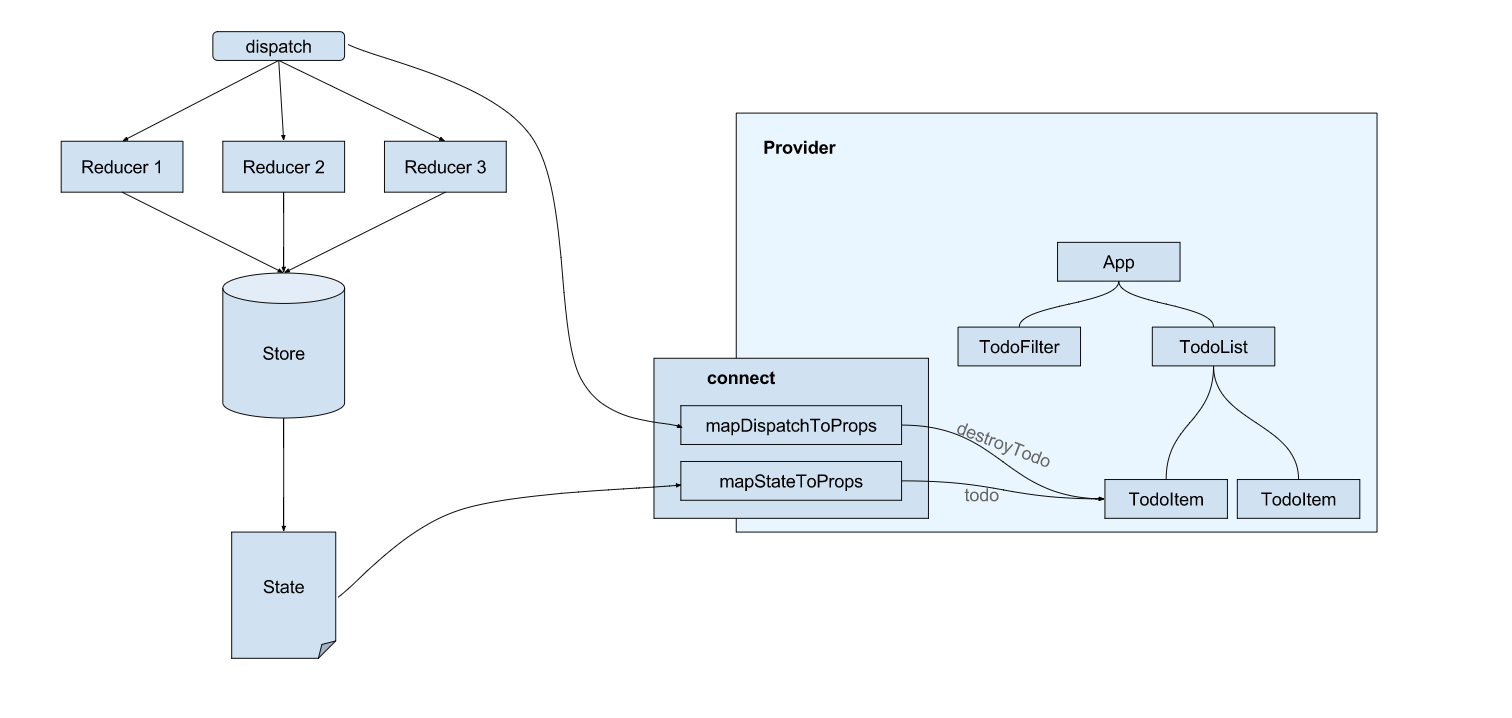 dispatch
Reducer 1
Reducer 2
Reducer 3
Store
State
Provider
App
TodoFilter
TodoList
connect
mapDispatchToProps
mapStateToProps
destroyTodo
todo
TodoItem
TodoItem